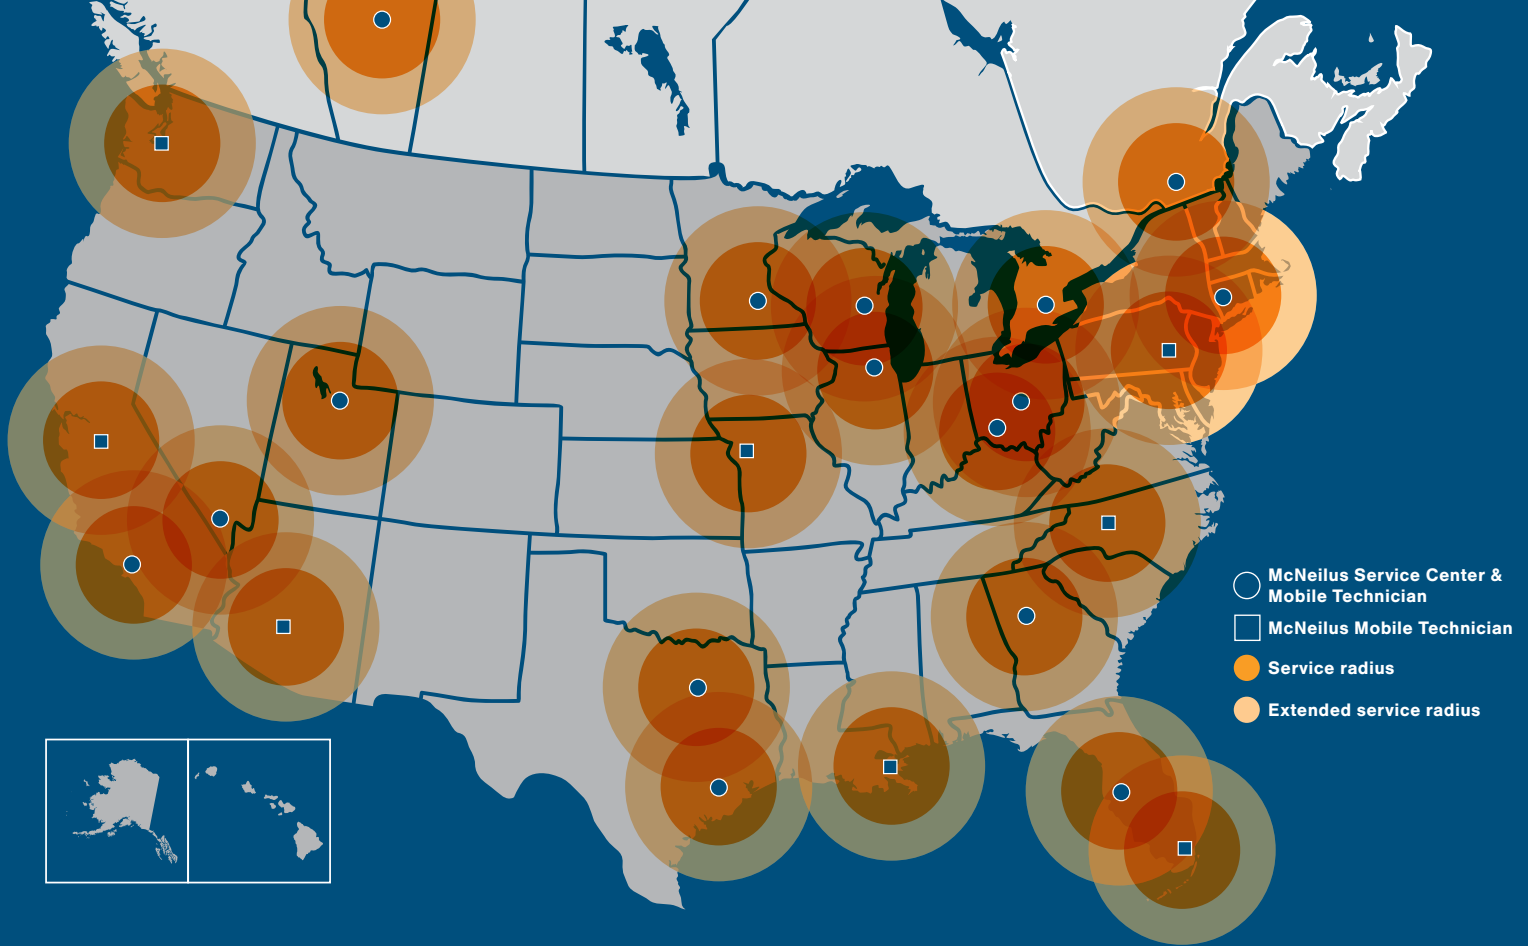 McNeilus Service Center &
Mobile Technician
McNeilus Mobile Technician
Service radius
Extended service radius